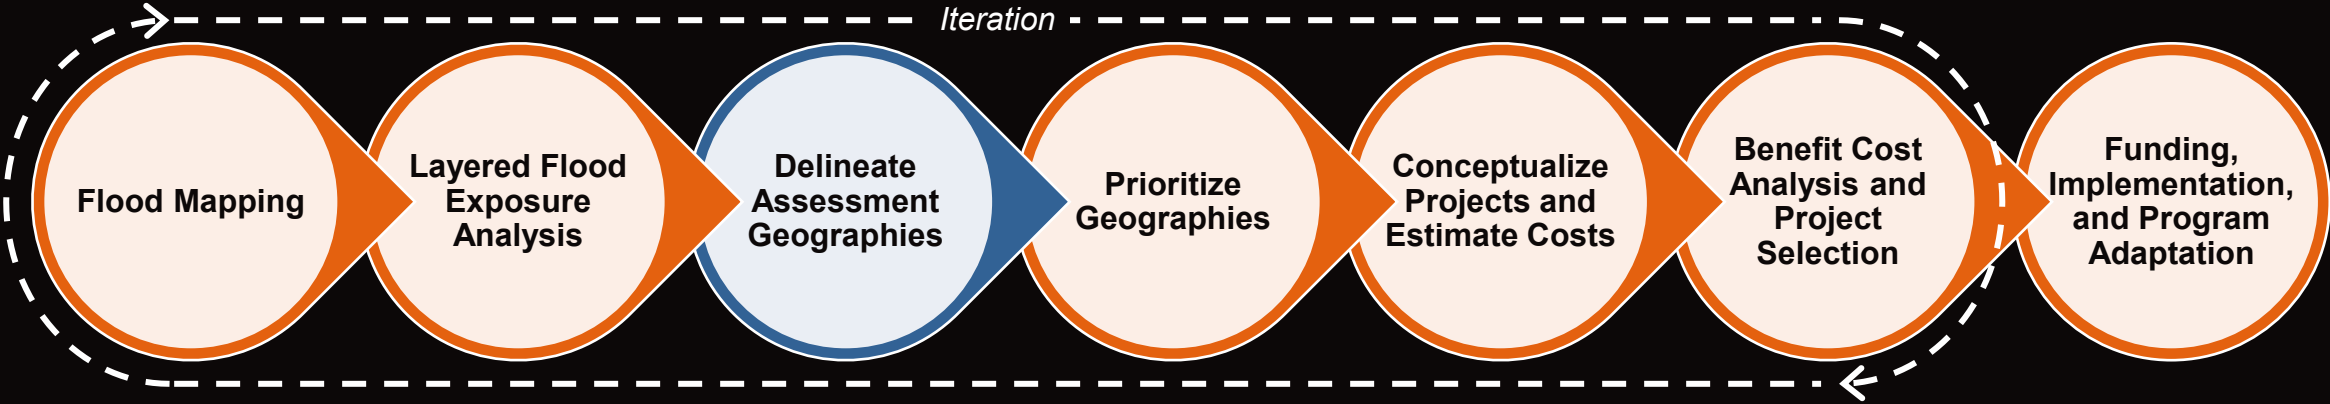 Iteration
Flood Mapping
Layered Flood
Exposure
Analysis
Delineate
Assessment
Geographies
Prioritize
Geographies
Conceptualize
Projects and
Estimate Costs
Benefit Cost
Analysis and
Project
Selection
Funding,
Implementation,
and Program
Adaptation